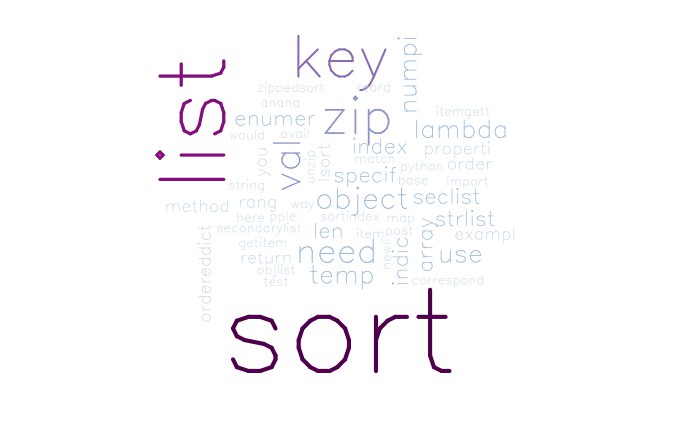 key
list
numpi
zippedsort
record
anana
zip
itemgett
enumer
lambda
would
avail
val
index
properti
you
unzip
lsort
match
python
order
specif
base
import
string
object
seclist
method
rang
way
here
pple
sortindex
map
strlist
secondarylist
len
item
post
array
exampl
getitem
need
newli
indic
use
return
ordereddict
objlist
temp
test
correspond
sort